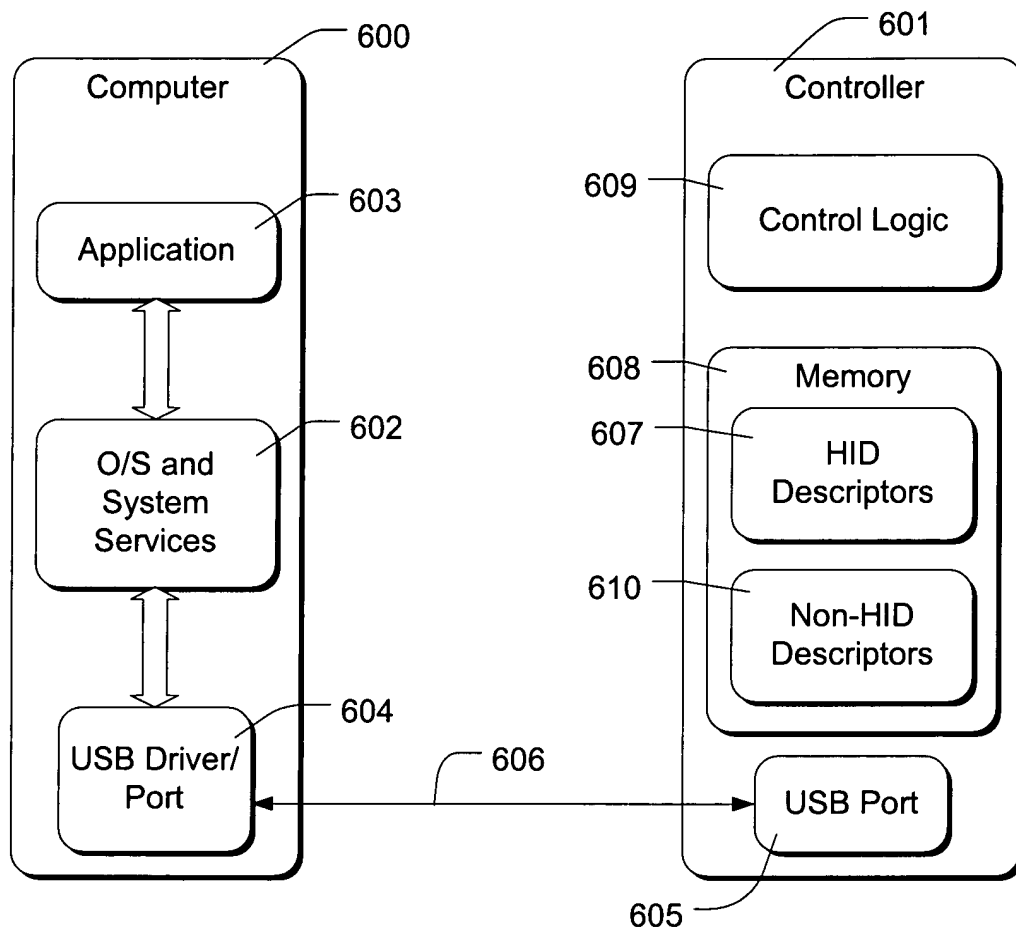 600
Computer
603
Application
602
O/S and
System
Services
604
USB Driver/
Port
606
601
Controller
609
Control Logic
608
Memory
607
HID
Descriptors
610
Non-HID
Descriptors
USB Port
605